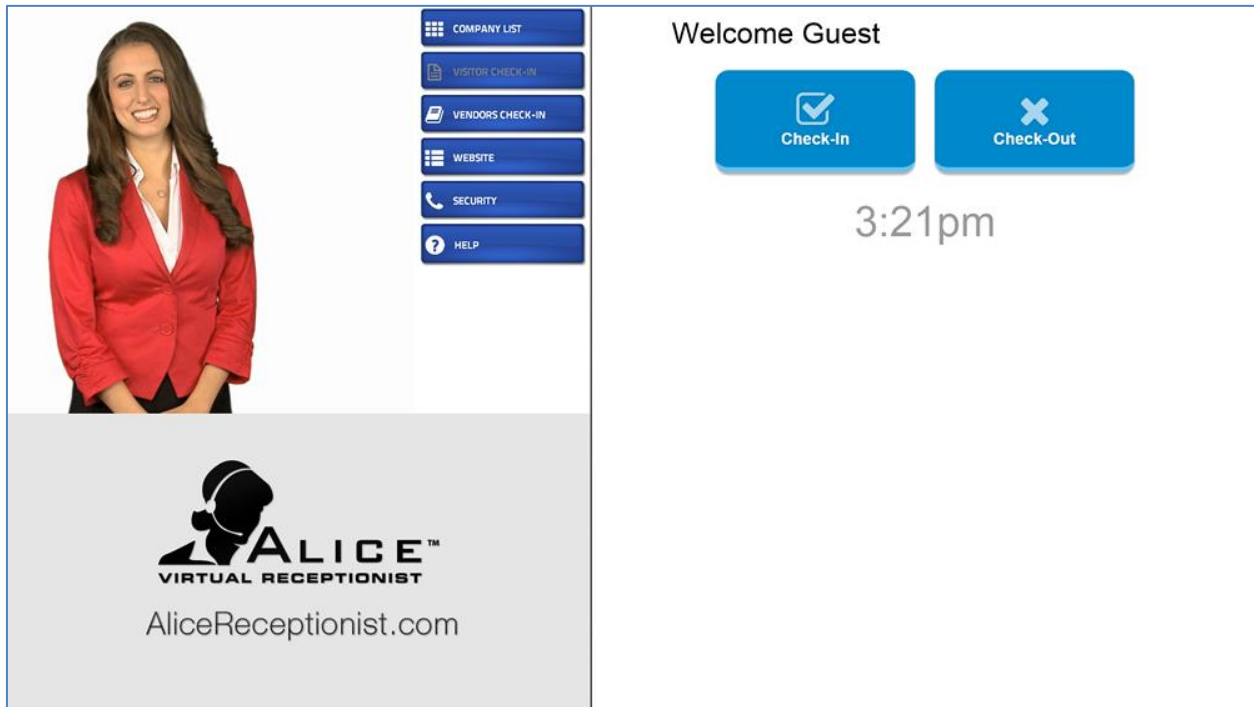 COMPANY LIST
VISITOR CHECK-IN
VENDORS CHECK-IN
WEBSITE
SECURITY
? HELP
ALICE™
VIRTUAL RECEPTIONIST
AliceReceptionist.com
Welcome Guest
Check-In
Check-Out
3:21pm